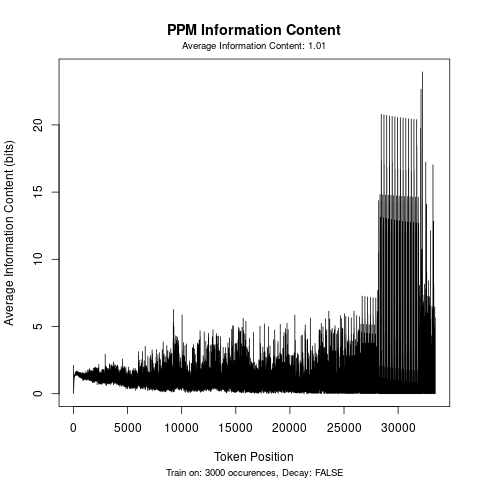 PPM Information Content
Average Information Content: 1.01
Average Information Content (bits)
20
15
10
5
0
0 5000 10000 15000 20000 25000 30000
Token Position
Train on: 3000 occurences, Decay: FALSE